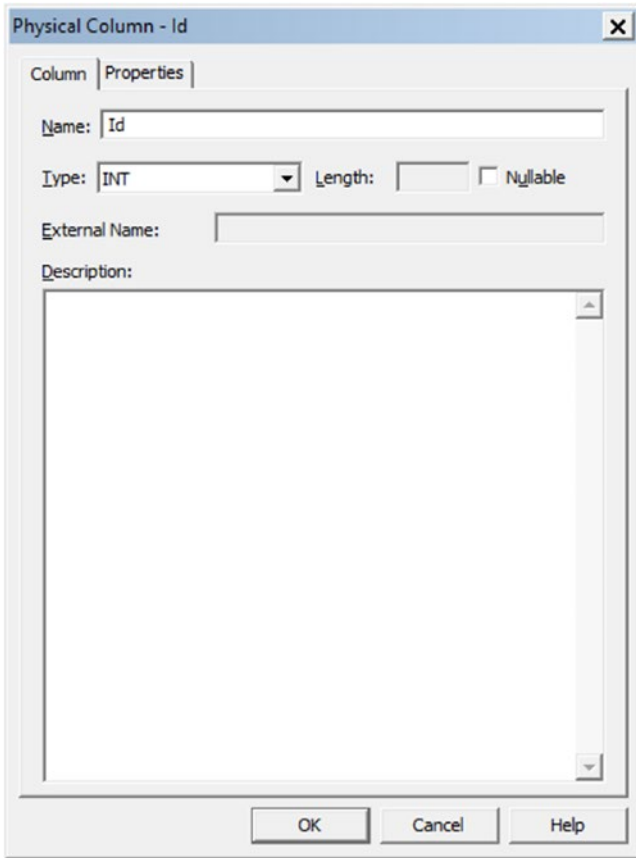 Physical Column - Id
Column Properties
Name: Id
Type: INT Length: Nullable
External Name:
Description:
OK Cancel Help